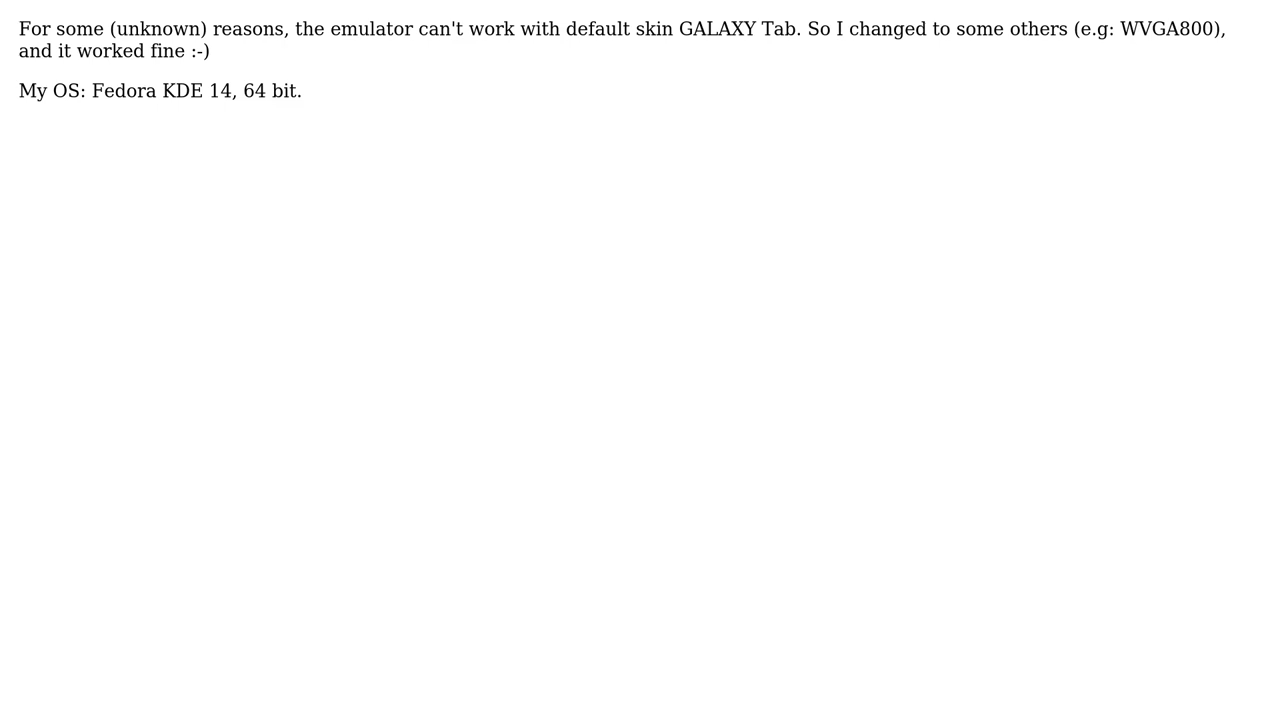 For some (unknown) reasons, the emulator can't work with default skin GALAXY Tab. So I changed to some others (e.g: WVGA800),
and it worked fine :-)
My OS: Fedora KDE 14, 64 bit.